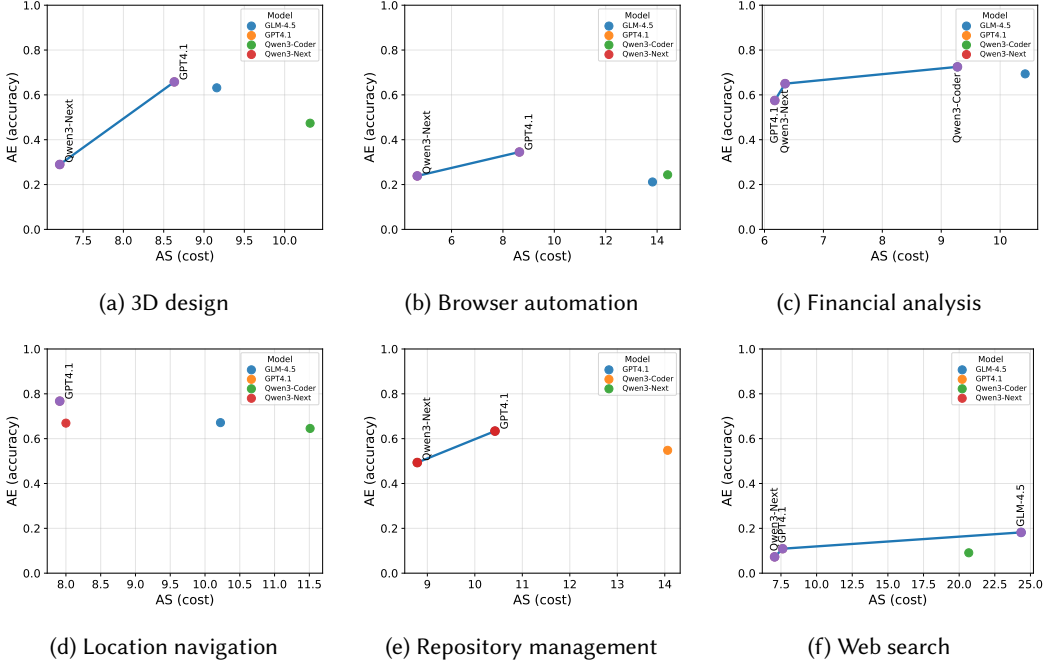 1.0
0.8
0.6
0.4
0.2
0.0
AE (accuracy)
7.5 8.0 8.5 9.0 9.5 10.0
AS (cost)
Qwen3-Next
GPT4.1
Model
GLM-4.5
GPT4.1
Qwen3-Coder
Qwen3-Next
(a) 3D design
1.0
0.8
0.6
0.4
0.2
0.0
AE (accuracy)
6 8 10 12 14
AS (cost)
Qwen3-Next
GPT4.1
Model
GLM-4.5
GPT4.1
Qwen3-Coder
Qwen3-Next
(b) Browser automation
1.0
0.8
0.6
0.4
0.2
0.0
AE (accuracy)
6 7 8 9 10
AS (cost)
GPT4.1
Qwen3-Next
Qwen3-Coder
Model
GLM-4.5
GPT4.1
Qwen3-Coder
Qwen3-Next
(c) Financial analysis
1.0
0.8
0.6
0.4
0.2
0.0
AE (accuracy)
8.0 8.5 9.0 9.5 10.0 10.5 11.0 11.5
AS (cost)
GPT4.1
Model
GLM-4.5
GPT4.1
Qwen3-Coder
Qwen3-Next
(d) Location navigation
1.0
0.8
0.6
0.4
0.2
0.0
AE (accuracy)
9 10 11 12 13 14
AS (cost)
Qwen3-Next
GPT4.1
Model
GPT4.1
Qwen3-Coder
Qwen3-Next
(e) Repository management
1.0
0.8
0.6
0.4
0.2
0.0
AE (accuracy)
7.5 10.0 12.5 15.0 17.5 20.0 22.5 25.0
AS (cost)
Qwen3-Next
GPT4.1
GLM-4.5
Model
GLM-4.5
GPT4.1
Qwen3-Coder
Qwen3-Next
(f) Web search